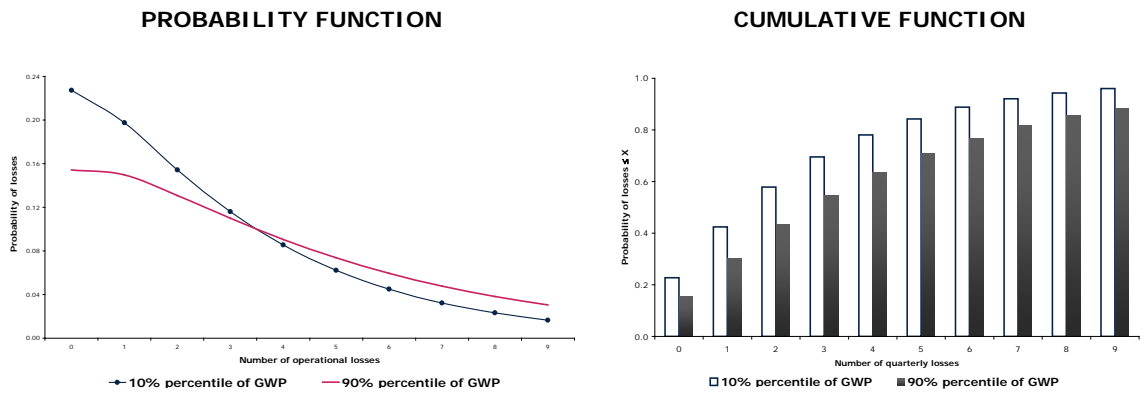 PROBABILITY FUNCTION
0.24
0.20
0.16
0.12
0.08
0.04
0.00
Probability of losses
0 1 2 3 4 5 6 7 8 9
Number of operational losses
10% percentile of GWP 90% percentile of GWP
CUMULATIVE FUNCTION
1.0
0.8
0.6
0.4
0.2
0.0
Probability of losses ≤ X
0 1 2 3 4 5 6 7 8 9
Number of quarterly losses
10% percentile of GWP 90% percentile of GWP